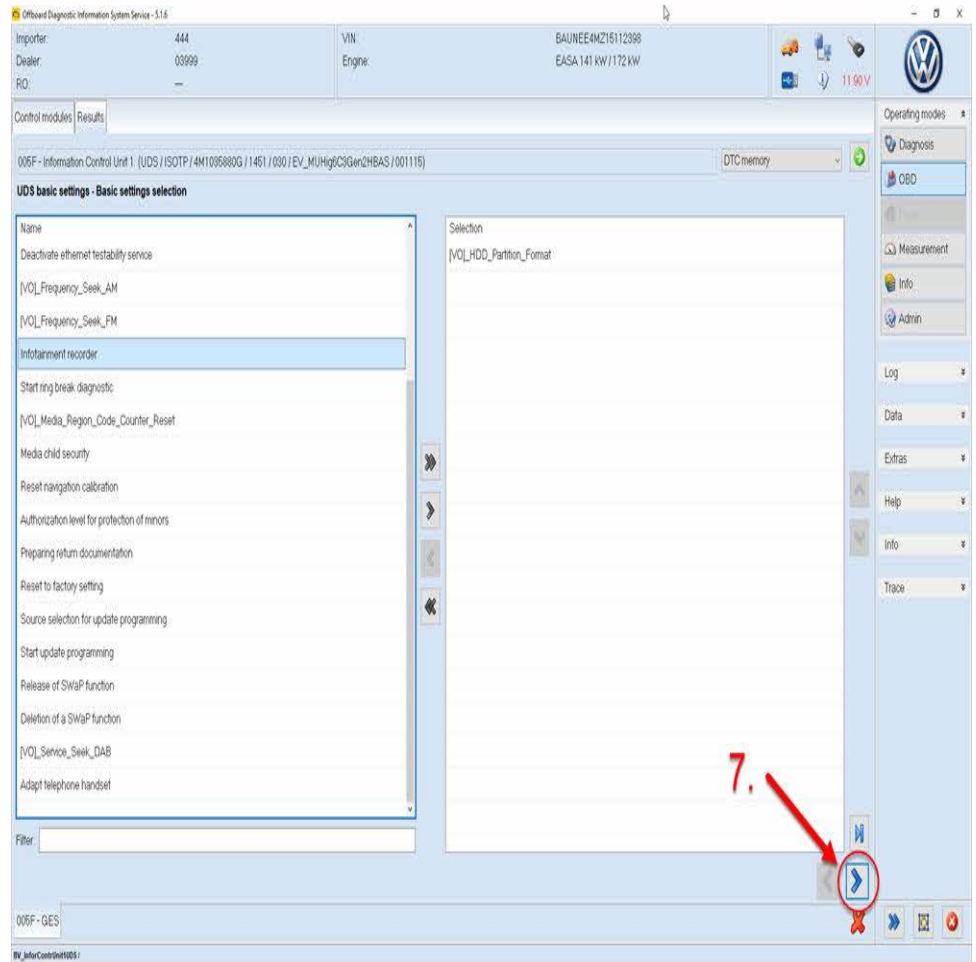 Offboard Diagnostic Information System Service - 5.1.6
Importer: 444 VIN: BAUNEE4MZ15112398
Dealer: 03999 Engine: EASA 141 kW / 172 kW
RO: —
11.90 V
Control modules Results
Operating modes
005F - Information Control Unit 1 (UDS / ISOTP / 4M1035880G / 1451 / 030 / EV_MUHig6C3Gen2HBAS / 001115)
DTC memory
Diagnosis
UDS basic settings - Basic settings selection
OBD
Name
Selection
Deactivate ethernet testability service
[VO]_HDD_Partition_Format
Measurement
[VO]_Frequency_Seek_AM
Info
[VO]_Frequency_Seek_FM
Admin
Infotainment recorder
Log
Start ring break diagnostic
Data
[VO]_Media_Region_Code_Counter_Reset
Media child security
Extras
Reset navigation calibration
Help
Authorization level for protection of minors
Info
Preparing return documentation
Reset to factory setting
Trace
Source selection for update programming
Start update programming
Release of SWaP function
Deletion of a SWaP function
[VO]_Service_Seek_DAB
Adapt telephone handset
7.
Filter:
005F - GES
BV_InforContrUnit1UDS /